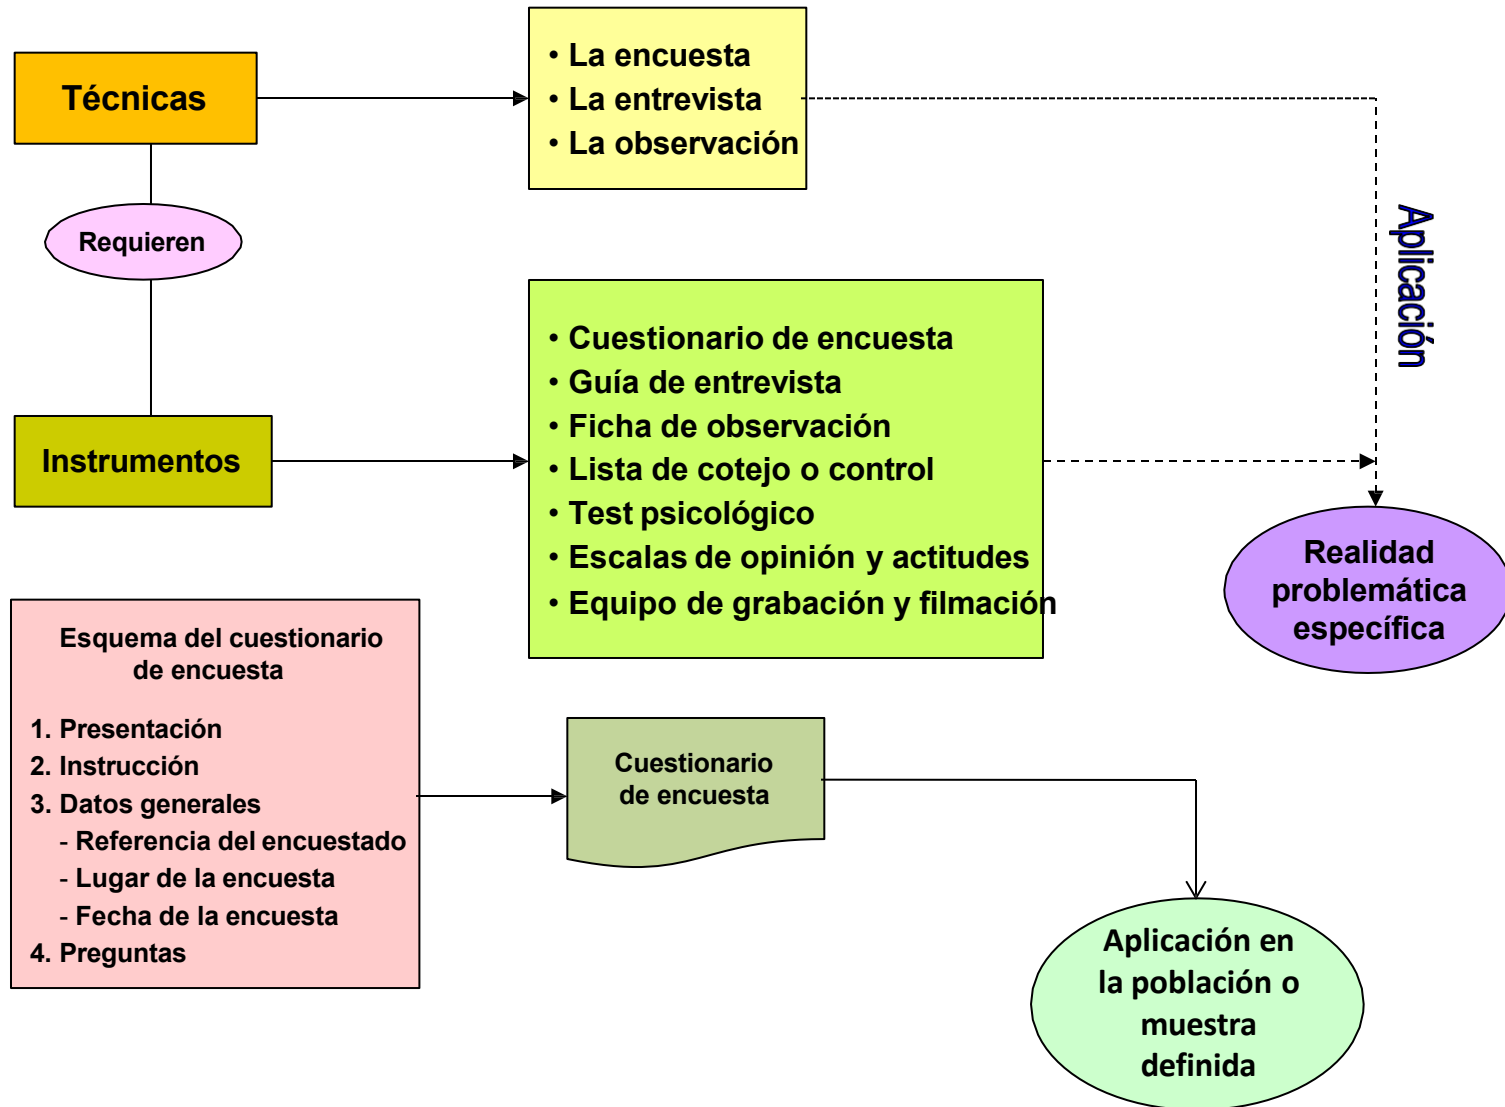 Técnicas
• La encuesta
• La entrevista
• La observación
Requieren
Aplicación
Instrumentos
• Cuestionario de encuesta
• Guía de entrevista
• Ficha de observación
• Lista de cotejo o control
• Test psicológico
• Escalas de opinión y actitudes
• Equipo de grabación y filmación
Realidad
problemática
específica
Esquema del cuestionario
de encuesta
1. Presentación
2. Instrucción
3. Datos generales
- Referencia del encuestado
- Lugar de la encuesta
- Fecha de la encuesta
4. Preguntas
Cuestionario
de encuesta
Aplicación en
la población o
muestra
definida